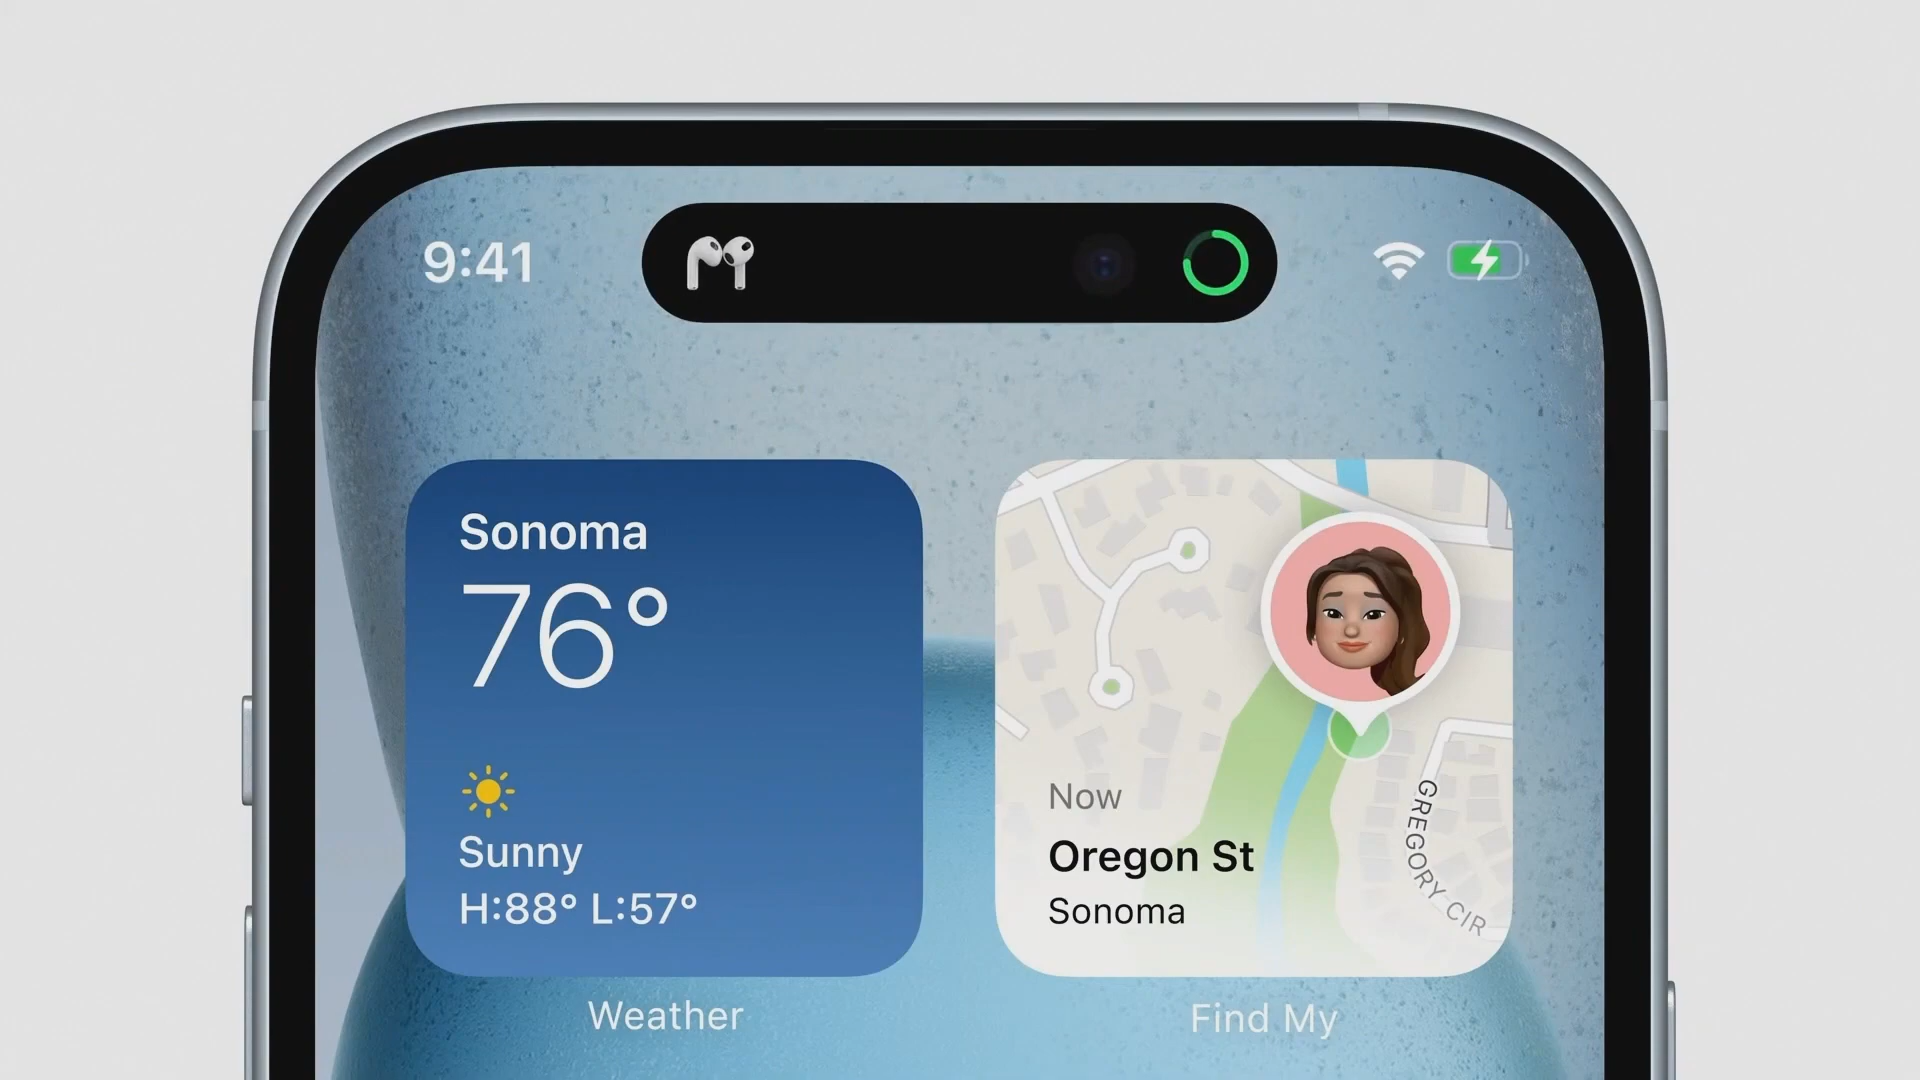 9:41
Sonoma
76°
Sunny
H:88° L:57°
Weather
Now
Oregon St
Sonoma
GREGORY CIR
Find My